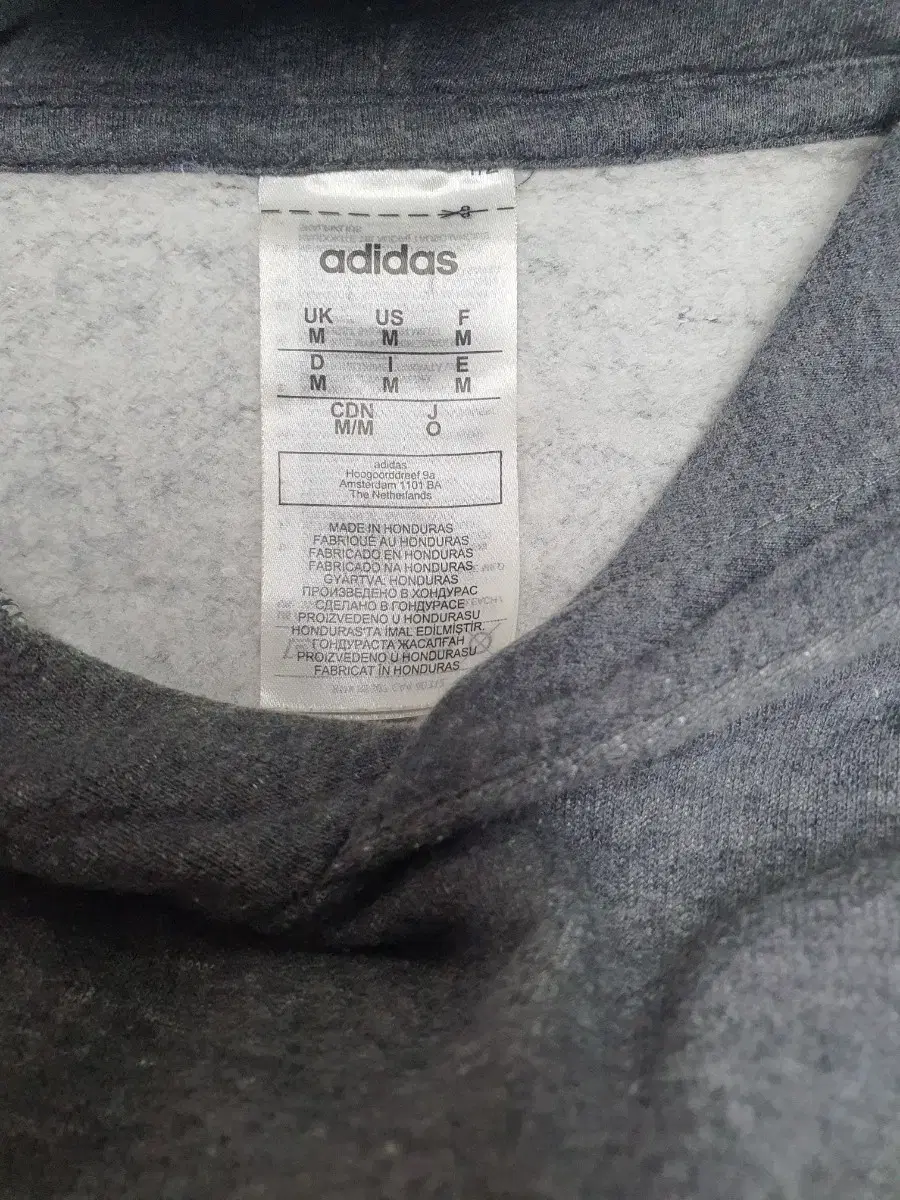 adidas
UK US F
M M M
D I E
M M M
CDN J
M/M O
adidas
Hoogoorddreef 9a
Amsterdam 1101 BA
The Netherlands
MADE IN HONDURAS
FABRIQUÉ AU HONDURAS
FABRICADO EN HONDURAS
FABRICADO NA HONDURAS
GYÁRTVA: HONDURAS
ПРОИЗВЕДЕНО В ХОНДУРАС
СДЕЛАНО В ГОНДУРАСЕ
PROIZVEDENO U HONDURASU
HONDURAS'TA İMAL EDİLMİŞTİR.
ГОНДУРАСТА ЖАСАЛҒАН
PROIZVEDENO U HONDURASU
FABRICAT ÎN HONDURAS